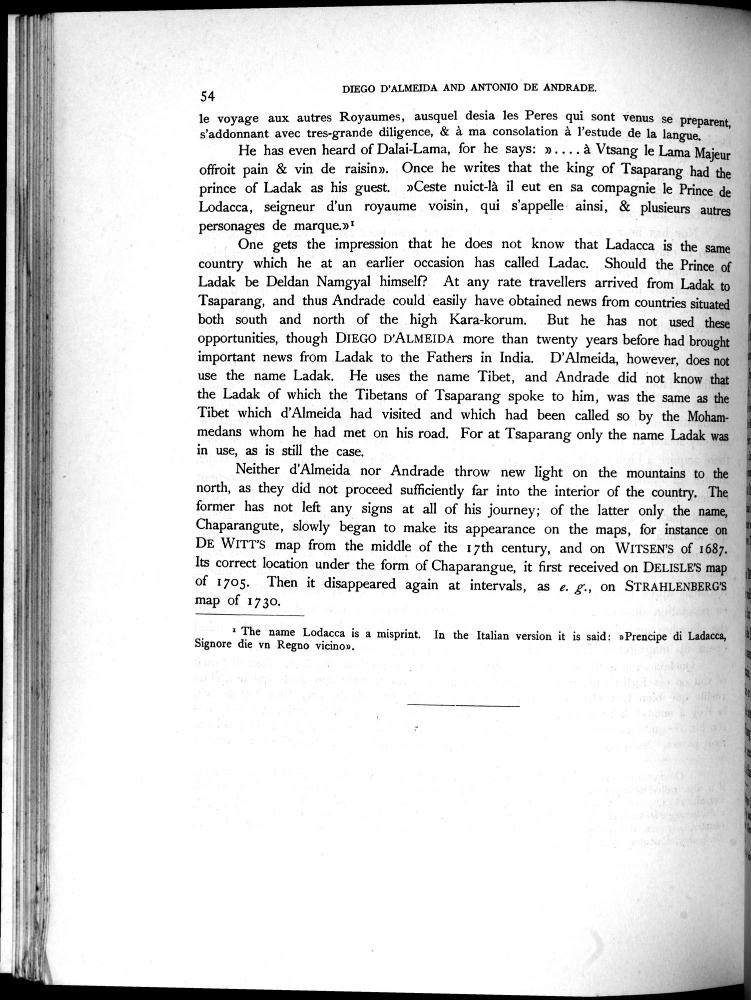 54
DIEGO D'ALMEIDA AND ANTONIO DE ANDRADE.
le voyage aux autres Royaumes, ausquel desia les Peres qui sont venus se preparent,
s'addonnant avec tres-grande diligence, & à ma consolation à l'estude de la langue.
He has even heard of Dalai-Lama, for he says: ».... à Vtsang le Lama Majeur
offroit pain & vin de raisin». Once he writes that the king of Tsaparang had the
prince of Ladak as his guest. »Ceste nuict-là il eut en sa compagnie le Prince de
Lodacca, seigneur d'un royaume voisin, qui s'appelle ainsi, & plusieurs autres
personages de marque.»¹
One gets the impression that he does not know that Ladacca is the same
country which he at an earlier occasion has called Ladac. Should the Prince of
Ladak be Deldan Namgyal himself? At any rate travellers arrived from Ladak to
Tsaparang, and thus Andrade could easily have obtained news from countries situated
both south and north of the high Kara-korum. But he has not used these
opportunities, though DIEGO D'ALMEIDA more than twenty years before had brought
important news from Ladak to the Fathers in India. D'Almeida, however, does not
use the name Ladak. He uses the name Tibet, and Andrade did not know that
the Ladak of which the Tibetans of Tsaparang spoke to him, was the same as the
Tibet which d'Almeida had visited and which had been called so by the Moham-
medans whom he had met on his road. For at Tsaparang only the name Ladak was
in use, as is still the case.
Neither d'Almeida nor Andrade throw new light on the mountains to the
north, as they did not proceed sufficiently far into the interior of the country. The
former has not left any signs at all of his journey; of the latter only the name,
Chaparangute, slowly began to make its appearance on the maps, for instance on
DE WITT'S map from the middle of the 17th century, and on WITSEN'S of 1687.
Its correct location under the form of Chaparangue, it first received on DELISLE'S map
of 1705. Then it disappeared again at intervals, as e. g., on STRAHLENBERG'S
map of 1730.
¹ The name Lodacca is a misprint. In the Italian version it is said: »Prencipe di Ladacca,
Signore die vn Regno vicino».